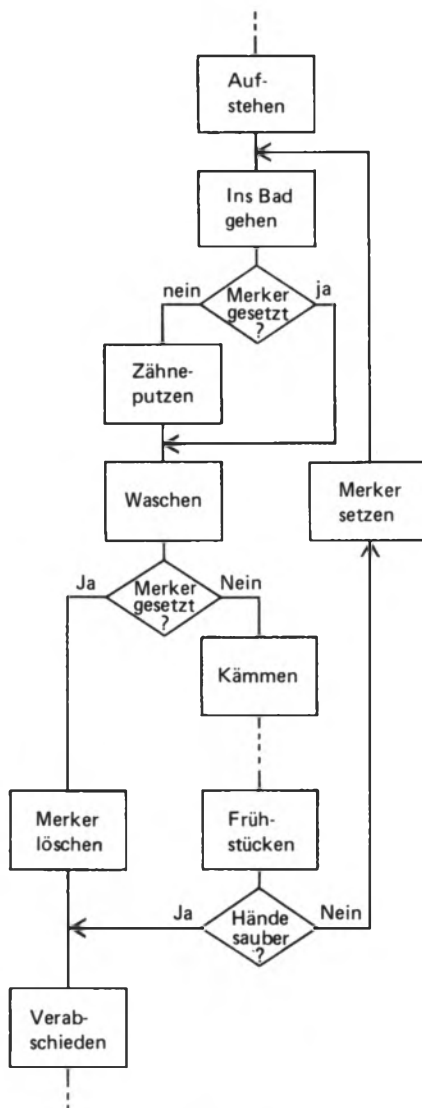 Auf-
stehen
Ins Bad
gehen
nein
Merker
gesetzt
?
ja
Zähne-
putzen
Waschen
Merker
setzen
Ja
Merker
gesetzt
?
Nein
Kämmen
Merker
löschen
Früh-
stücken
Ja
Hände
sauber
?
Nein
Verab-
schieden